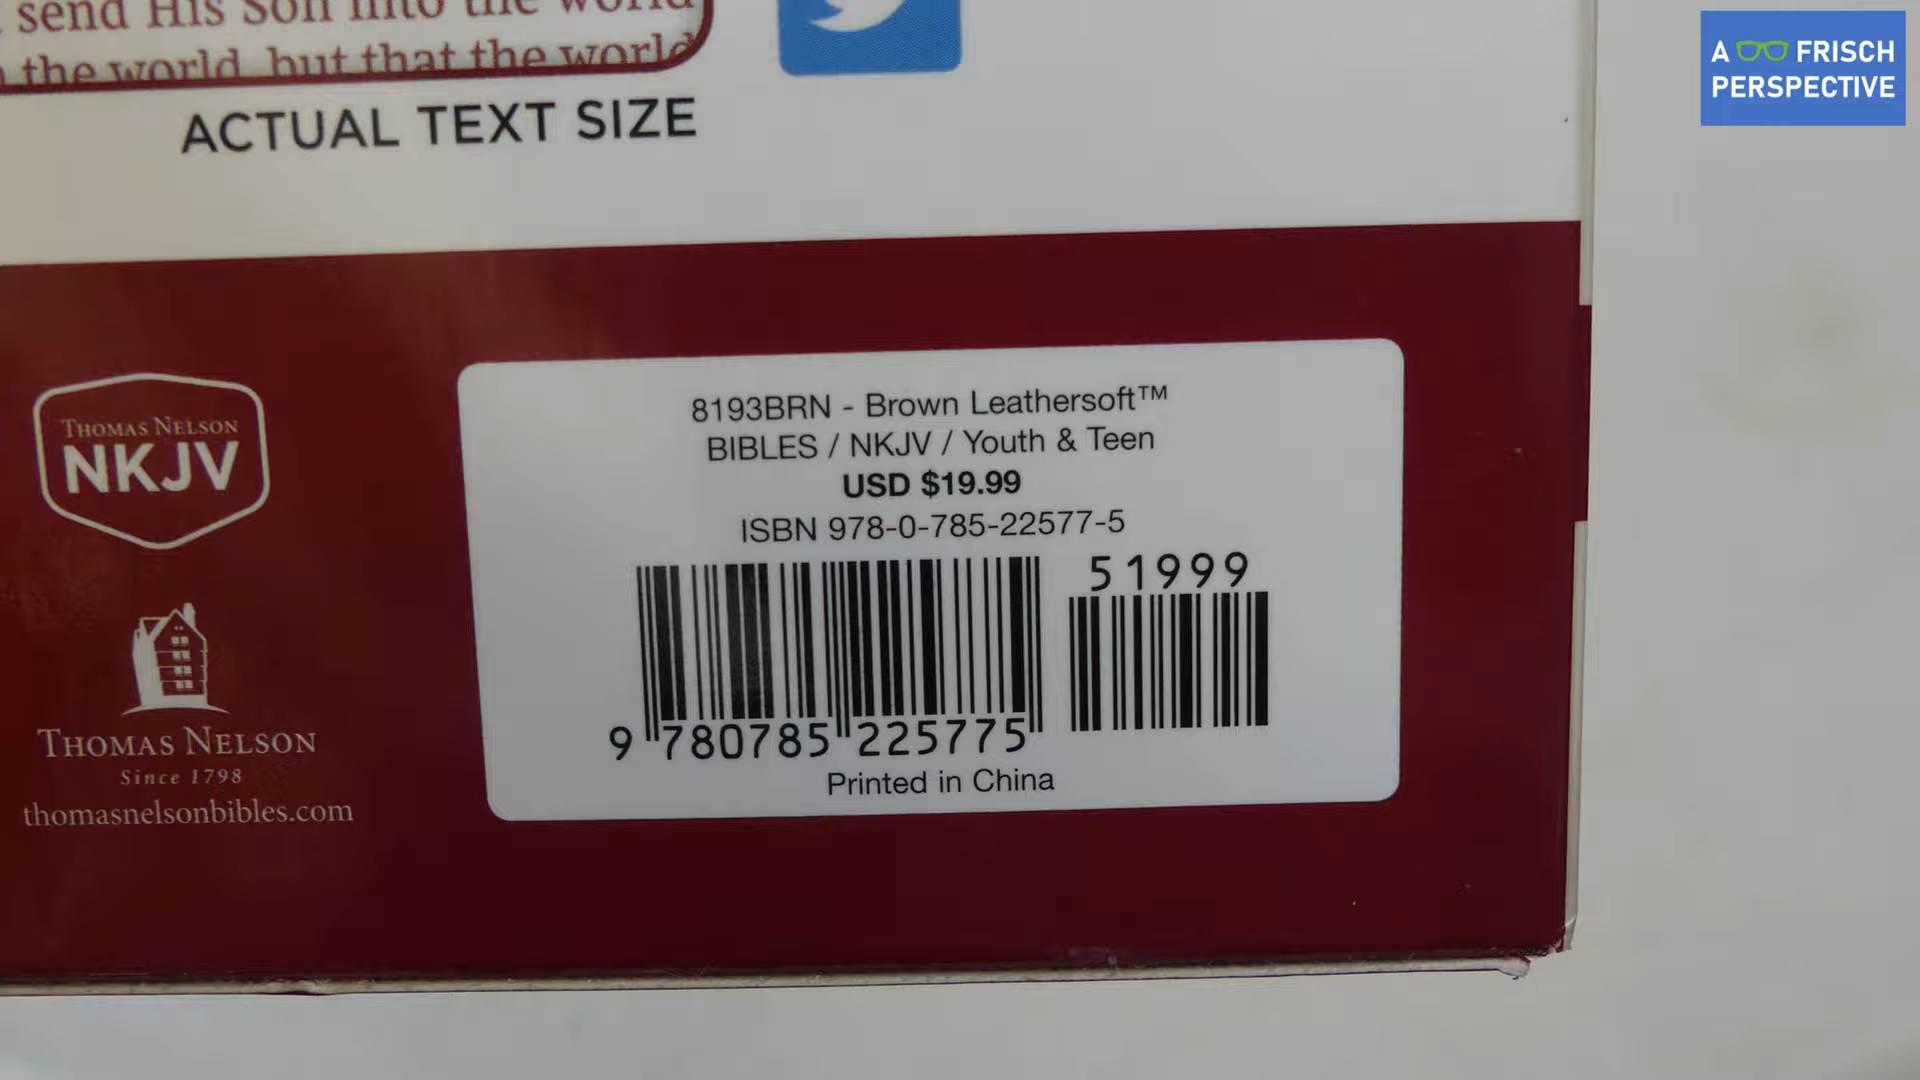 send His Son into the world
the world, but that the world
ACTUAL TEXT SIZE
A FRISCH
PERSPECTIVE
THOMAS NELSON
NKJV
THOMAS NELSON
Since 1798
thomasnelsonbibles.com
8193BRN - Brown Leathersoft™
BIBLES / NKJV / Youth & Teen
USD $19.99
ISBN 978-0-785-22577-5
51999
9 780785 225775
Printed in China